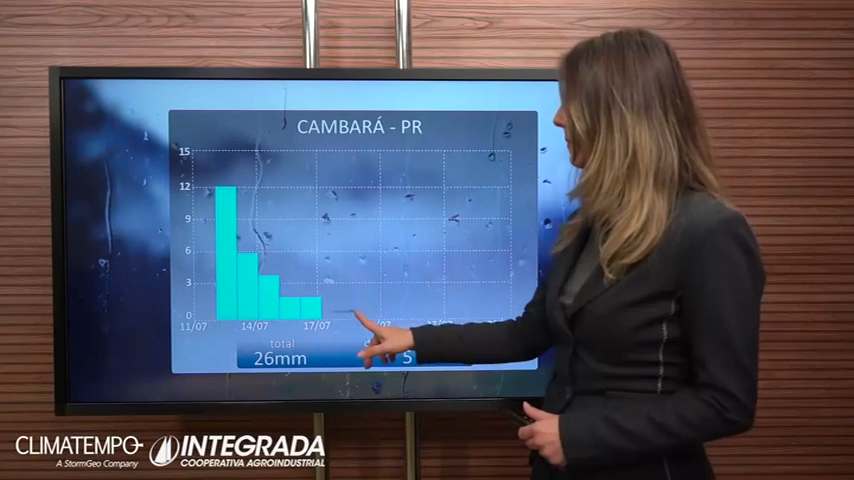 CAMBARÁ - PR
15
12
9
6
3
0
11/07 14/07 17/07
total
26mm 5
CLIMATEMPO
A StormGeo Company
INTEGRADA
COOPERATIVA AGROINDUSTRIAL